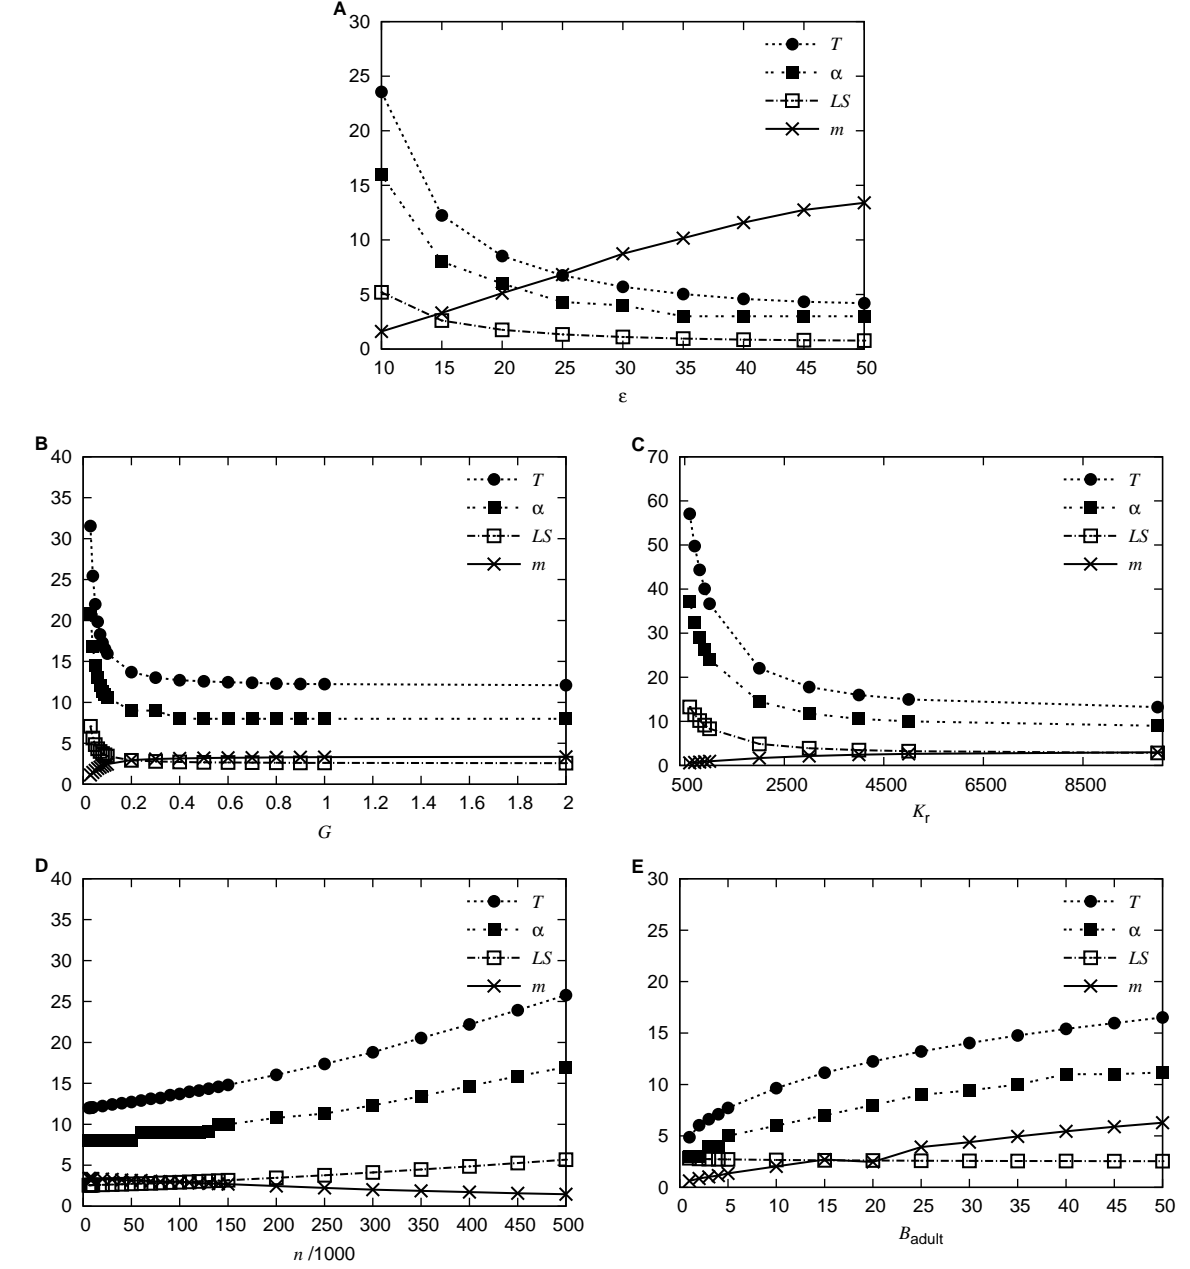 A
30
25
20
15
10
5
0
T
α
LS
m
10 15 20 25 30 35 40 45 50
ε
B
40
35
30
25
20
15
10
5
0
T
α
LS
m
0 0.2 0.4 0.6 0.8 1 1.2 1.4 1.6 1.8 2
G
C
70
60
50
40
30
20
10
0
T
α
LS
m
500 2500 4500 6500 8500
Kr
D
40
35
30
25
20
15
10
5
0
T
α
LS
m
0 50 100 150 200 250 300 350 400 450 500
n /1000
E
30
25
20
15
10
5
0
T
α
LS
m
0 5 10 15 20 25 30 35 40 45 50
Badult